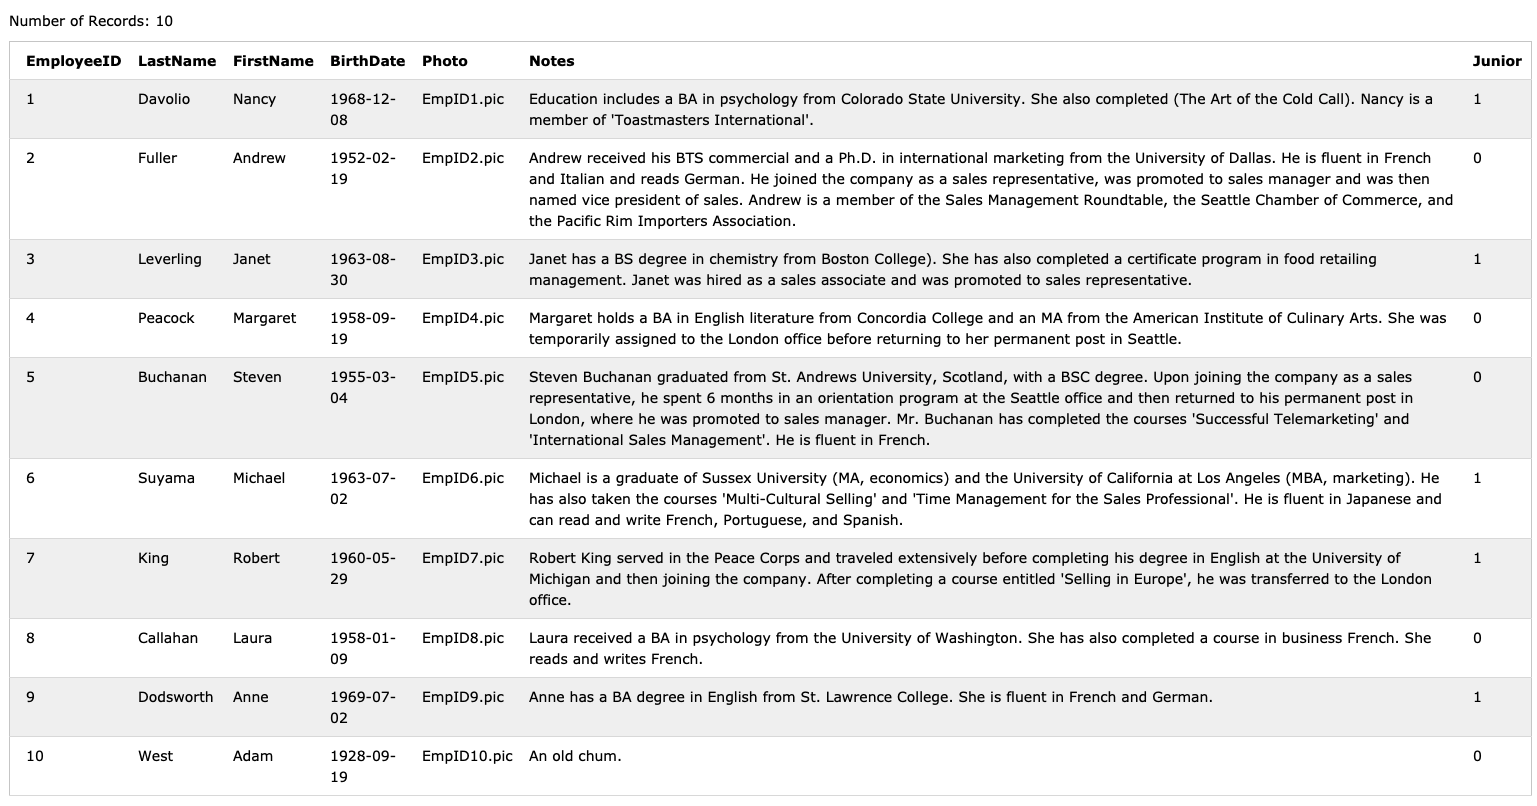 Number of Records: 10
EmployeeID LastName FirstName BirthDate Photo Notes Junior
1 Davolio Nancy 1968-12- EmpID1.pic Education includes a BA in psychology from Colorado State University. She also completed (The Art of the Cold Call). Nancy is a 1
08 member of 'Toastmasters International'.
2 Fuller Andrew 1952-02- EmpID2.pic Andrew received his BTS commercial and a Ph.D. in international marketing from the University of Dallas. He is fluent in French 0
19 and Italian and reads German. He joined the company as a sales representative, was promoted to sales manager and was then
named vice president of sales. Andrew is a member of the Sales Management Roundtable, the Seattle Chamber of Commerce, and
the Pacific Rim Importers Association.
3 Leverling Janet 1963-08- EmpID3.pic Janet has a BS degree in chemistry from Boston College). She has also completed a certificate program in food retailing 1
30 management. Janet was hired as a sales associate and was promoted to sales representative.
4 Peacock Margaret 1958-09- EmpID4.pic Margaret holds a BA in English literature from Concordia College and an MA from the American Institute of Culinary Arts. She was 0
19 temporarily assigned to the London office before returning to her permanent post in Seattle.
5 Buchanan Steven 1955-03- EmpID5.pic Steven Buchanan graduated from St. Andrews University, Scotland, with a BSC degree. Upon joining the company as a sales 0
04 representative, he spent 6 months in an orientation program at the Seattle office and then returned to his permanent post in
London, where he was promoted to sales manager. Mr. Buchanan has completed the courses 'Successful Telemarketing' and
'International Sales Management'. He is fluent in French.
6 Suyama Michael 1963-07- EmpID6.pic Michael is a graduate of Sussex University (MA, economics) and the University of California at Los Angeles (MBA, marketing). He 1
02 has also taken the courses 'Multi-Cultural Selling' and 'Time Management for the Sales Professional'. He is fluent in Japanese and
can read and write French, Portuguese, and Spanish.
7 King Robert 1960-05- EmpID7.pic Robert King served in the Peace Corps and traveled extensively before completing his degree in English at the University of 1
29 Michigan and then joining the company. After completing a course entitled 'Selling in Europe', he was transferred to the London
office.
8 Callahan Laura 1958-01- EmpID8.pic Laura received a BA in psychology from the University of Washington. She has also completed a course in business French. She 0
09 reads and writes French.
9 Dodsworth Anne 1969-07- EmpID9.pic Anne has a BA degree in English from St. Lawrence College. She is fluent in French and German. 1
02
10 West Adam 1928-09- EmpID10.pic An old chum. 0
19